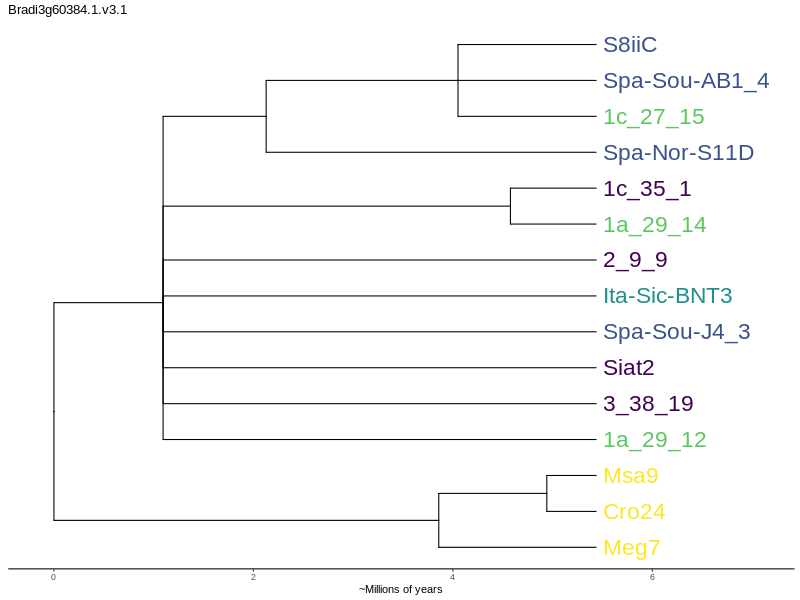 Bradi3g60384.1.v3.1
S8iiC
Spa-Sou-AB1_4
1c_27_15
Spa-Nor-S11D
1c_35_1
1a_29_14
2_9_9
Ita-Sic-BNT3
Spa-Sou-J4_3
Siat2
3_38_19
1a_29_12
Msa9
Cro24
Meg7
0 2 4 6
~Millions of years